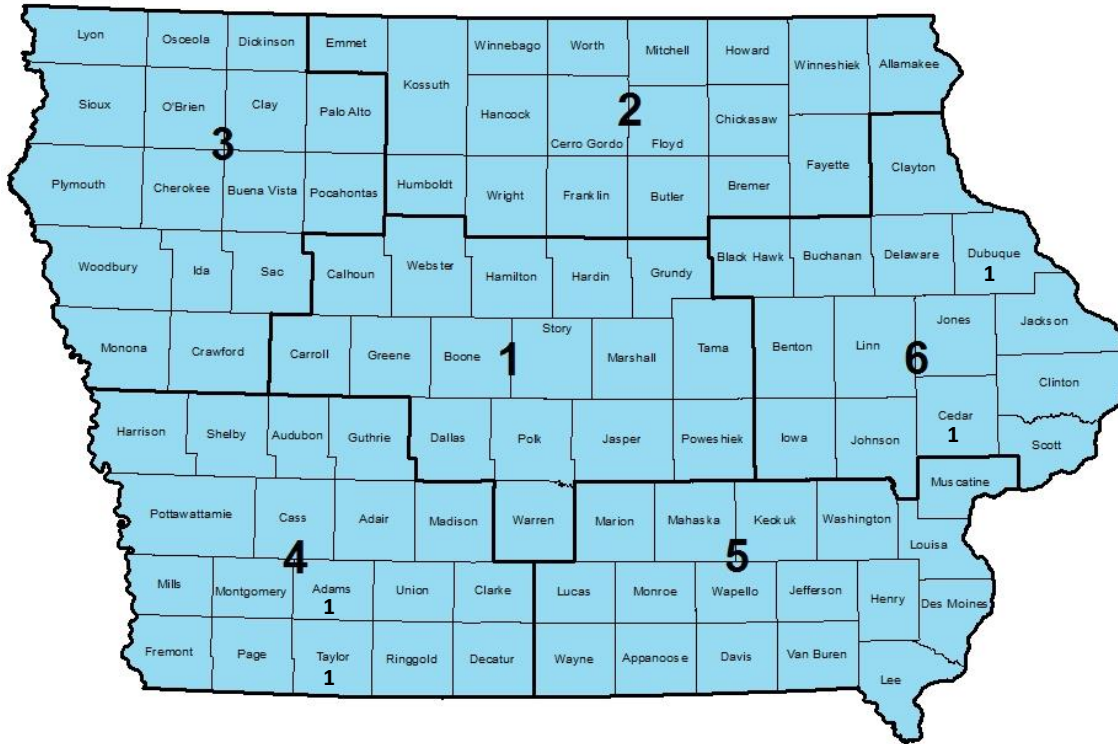 Lyon
Osceola
Dickinson
Emmet
Kossuth
Winnebago
Worth
Mitchell
Howard
Winneshiek
Allamakee
Sioux
O'Brien
Clay
Palo Alto
Hancock
Cerro Gordo
Floyd
Chickasaw
2
3
Plymouth
Cherokee
Buena Vista
Pocahontas
Humboldt
Wright
Franklin
Butler
Bremer
Fayette
Clayton
Woodbury
Ida
Sac
Calhoun
Webster
Hamilton
Hardin
Grundy
Black Hawk
Buchanan
Delaware
Dubuque
1
Monona
Crawford
Carroll
Greene
Boone
Story
1
Marshall
Tama
Benton
Linn
6
Jones
Jackson
Clinton
Harrison
Shelby
Audubon
Guthrie
Dallas
Polk
Jasper
Poweshiek
Iowa
Johnson
Cedar
1
Scott
Muscatine
Pottawattamie
Cass
Adair
Madison
Warren
Marion
Mahaska
Keokuk
Washington
Louisa
4
5
Mills
Montgomery
Adams
1
Union
Clarke
Lucas
Monroe
Wapello
Jefferson
Henry
Des Moines
Fremont
Page
Taylor
1
Ringgold
Decatur
Wayne
Appanoose
Davis
Van Buren
Lee